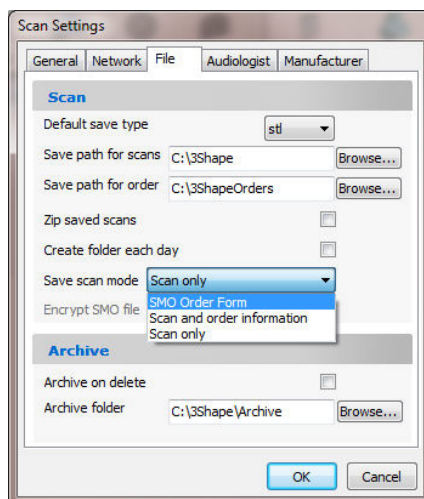 Scan Settings
General Network File Audiologist Manufacturer
Scan
Default save type stl
Save path for scans C:\3Shape Browse...
Save path for order C:\3ShapeOrders Browse...
Zip saved scans
Create folder each day
Save scan mode Scan only
SMO Order Form
Encrypt SMO file Scan and order information
Scan only
Archive
Archive on delete
Archive folder C:\3Shape\Archive Browse...
OK Cancel